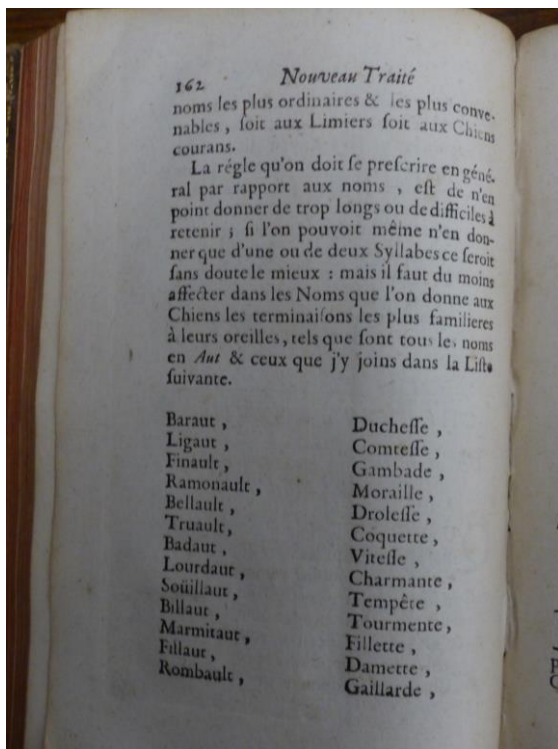 162 Nouveau Traité
noms les plus ordinaires & les plus conve-
nables, ſoit aux Limiers ſoit aux Chiens
courans.
La régle qu'on doit ſe preſcrire en géné-
ral par rapport aux noms, eſt de n'en
point donner de trop longs ou de difficiles à
retenir; ſi l'on pouvoit même n'en don-
ner que d'une ou de deux Syllabes ce ſeroit
ſans doute le mieux : mais il faut du moins
affecter dans les Noms que l'on donne aux
Chiens les terminaiſons les plus familieres
à leurs oreilles, tels que ſont tous les noms
en Aut & ceux que j'y joins dans la Liſte
ſuivante.
Baraut,
Ligaut,
Finault,
Ramonault,
Bellault,
Truault,
Badaut,
Lourdaut,
Soüillaut,
Billaut,
Marmitaut,
Fillaut,
Rombault,
Ducheſſe,
Comteſſe,
Gambade,
Moraille,
Droleſſe,
Coquette,
Viteſſe,
Charmante,
Tempête,
Tourmente,
Fillette,
Damette,
Gaillarde,